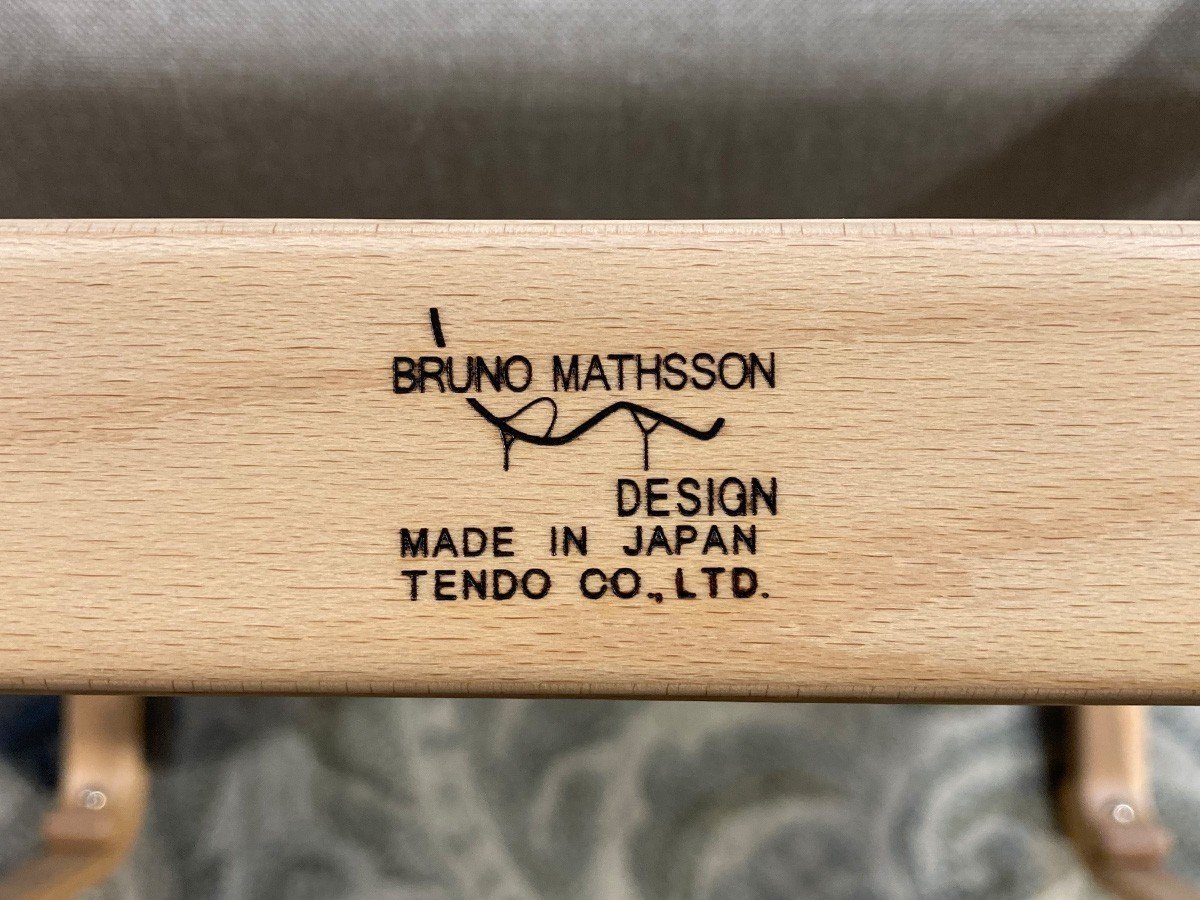 BRUNO MATHSSON
DESIGN
MADE IN JAPAN
TENDO CO., LTD.